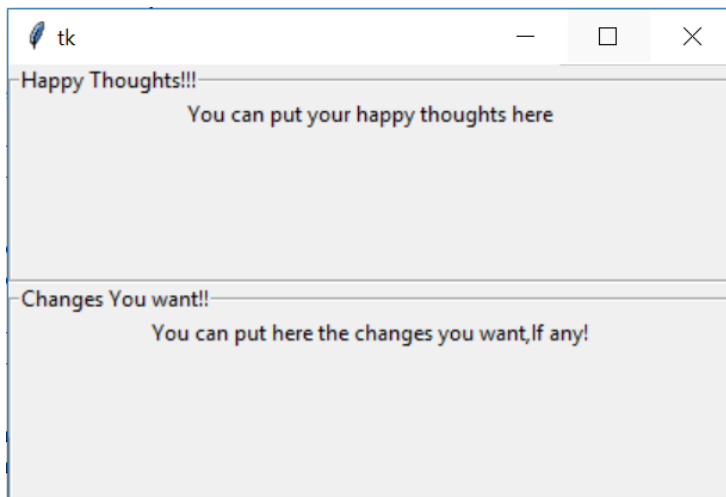 tk
Happy Thoughts!!!
You can put your happy thoughts here
Changes You want!!
You can put here the changes you want,If any!